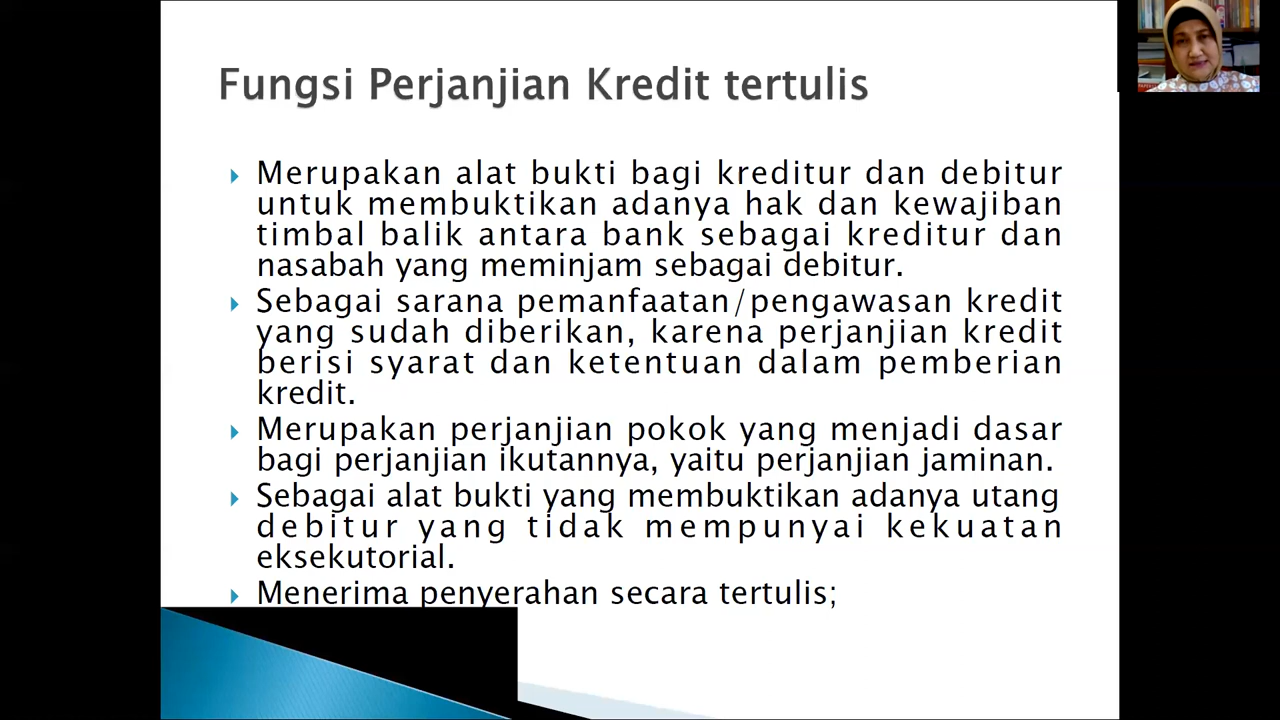 Fungsi Perjanjian Kredit tertulis
Merupakan alat bukti bagi kreditur dan debitur
untuk membuktikan adanya hak dan kewajiban
timbal balik antara bank sebagai kreditur dan
nasabah yang meminjam sebagai debitur.
Sebagai sarana pemanfaatan/pengawasan kredit
yang sudah diberikan, karena perjanjian kredit
berisi syarat dan ketentuan dalam pemberian
kredit.
Merupakan perjanjian pokok yang menjadi dasar
bagi perjanjian ikutannya, yaitu perjanjian jaminan.
Sebagai alat bukti yang membuktikan adanya utang
debitur yang tidak mempunyai kekuatan
eksekutorial.
Menerima penyerahan secara tertulis;